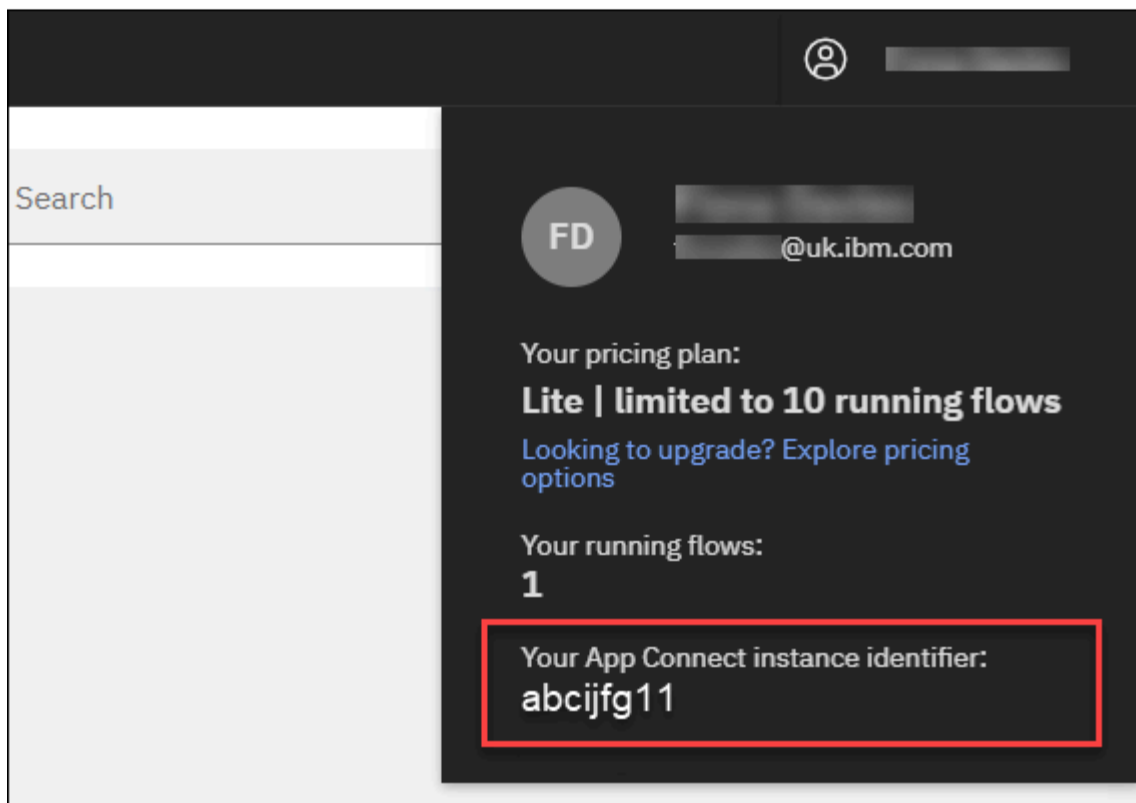 Search
FD
@uk.ibm.com
Your pricing plan:
Lite | limited to 10 running flows
Looking to upgrade? Explore pricing
options
Your running flows:
1
Your App Connect instance identifier:
abcijfg11